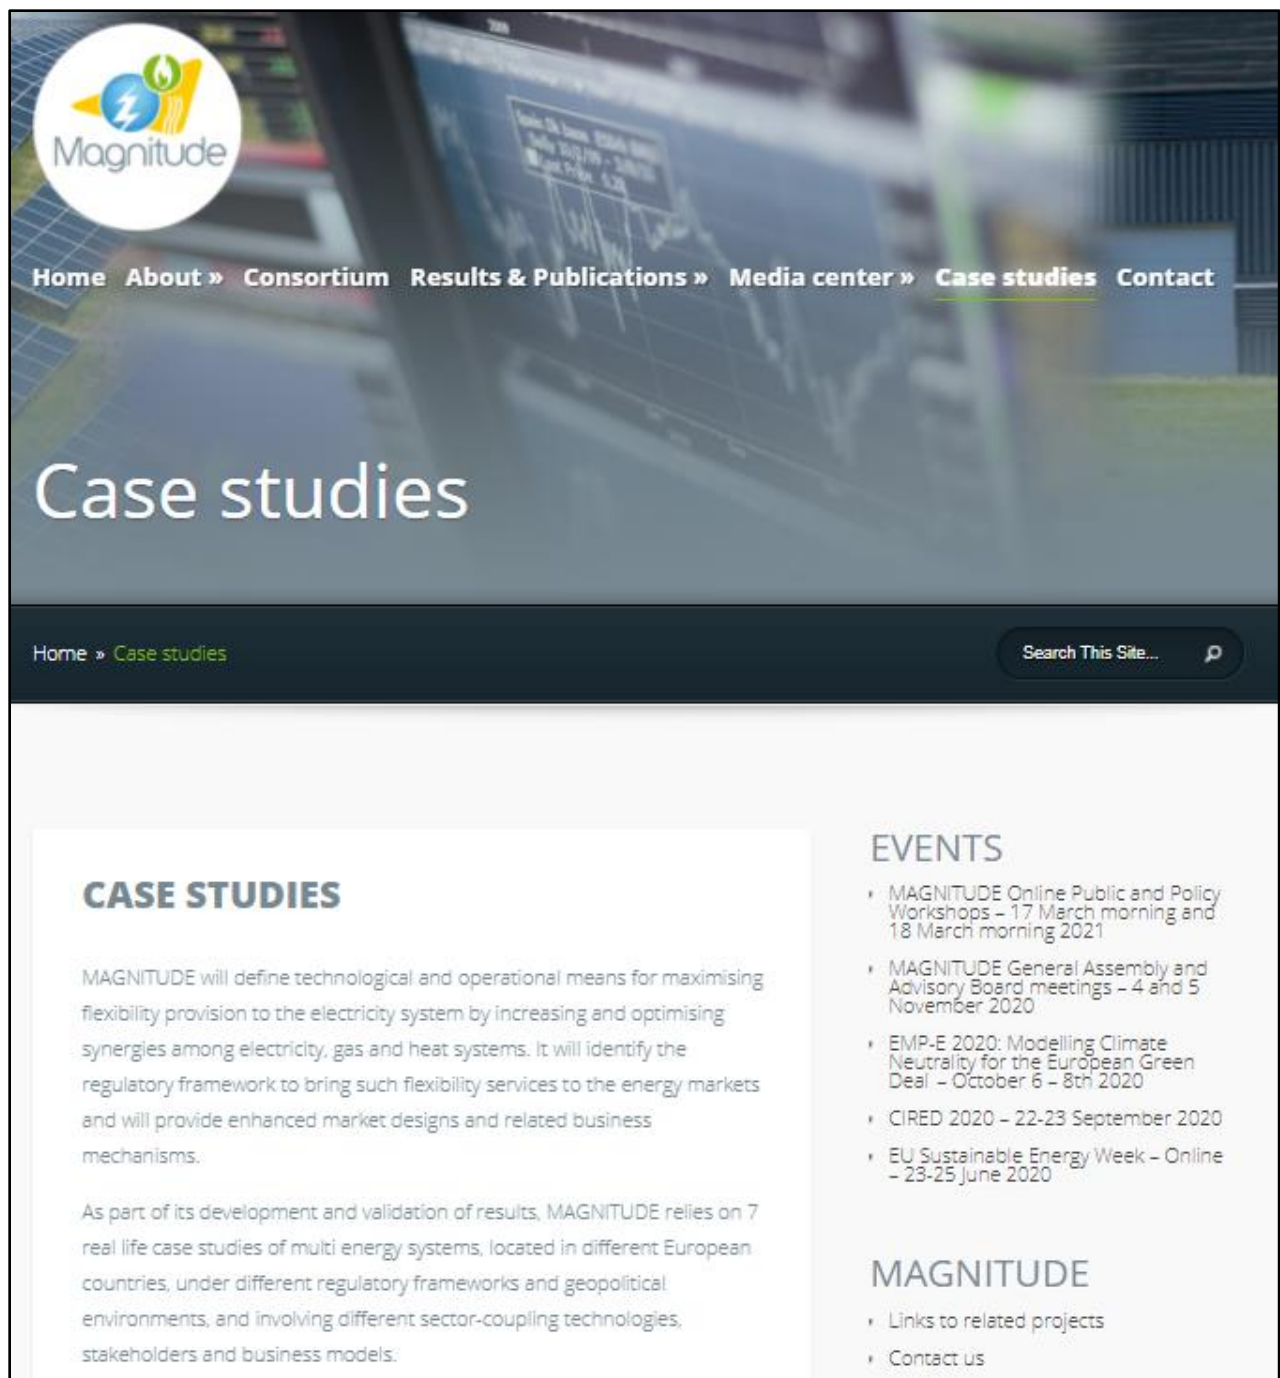 Magnitude
Home About » Consortium Results & Publications » Media center » Case studies Contact
Case studies
Home » Case studies
Search This Site...
CASE STUDIES
MAGNITUDE will define technological and operational means for maximising
flexibility provision to the electricity system by increasing and optimising
synergies among electricity, gas and heat systems. It will identify the
regulatory framework to bring such flexibility services to the energy markets
and will provide enhanced market designs and related business
mechanisms.
As part of its development and validation of results, MAGNITUDE relies on 7
real life case studies of multi energy systems, located in different European
countries, under different regulatory frameworks and geopolitical
environments, and involving different sector-coupling technologies,
stakeholders and business models.
EVENTS
MAGNITUDE Online Public and Policy
Workshops – 17 March morning and
18 March morning 2021
MAGNITUDE General Assembly and
Advisory Board meetings – 4 and 5
November 2020
EMP-E 2020: Modelling Climate
Neutrality for the European Green
Deal – October 6 – 8th 2020
CIRED 2020 – 22-23 September 2020
EU Sustainable Energy Week – Online
– 23-25 June 2020
MAGNITUDE
Links to related projects
Contact us